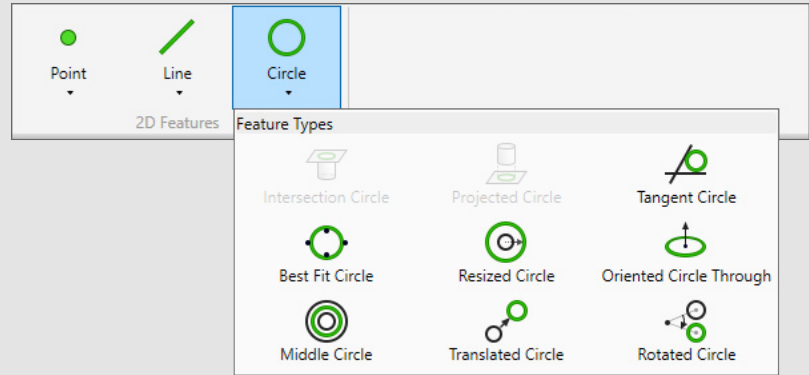 Point
Line
Circle
2D Features
Feature Types
Intersection Circle
Projected Circle
Tangent Circle
Best Fit Circle
Resized Circle
Oriented Circle Through
Middle Circle
Translated Circle
Rotated Circle